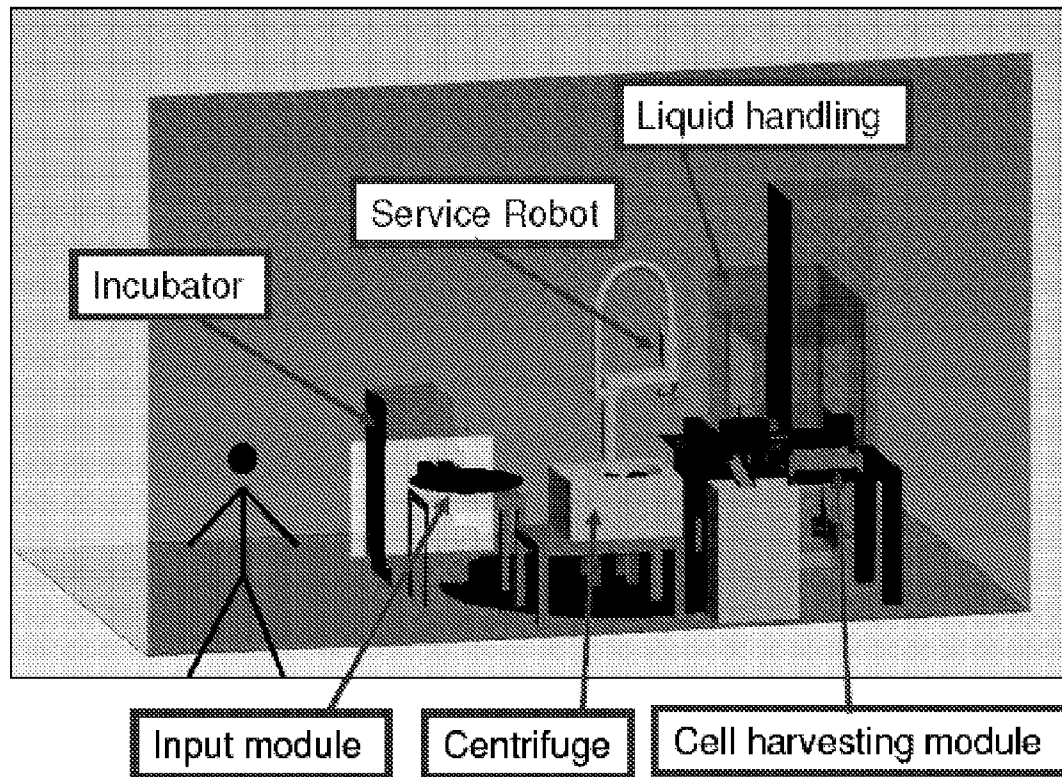 Liquid handling
Service Robot
Incubator
Input module
Centrifuge
Cell harvesting module